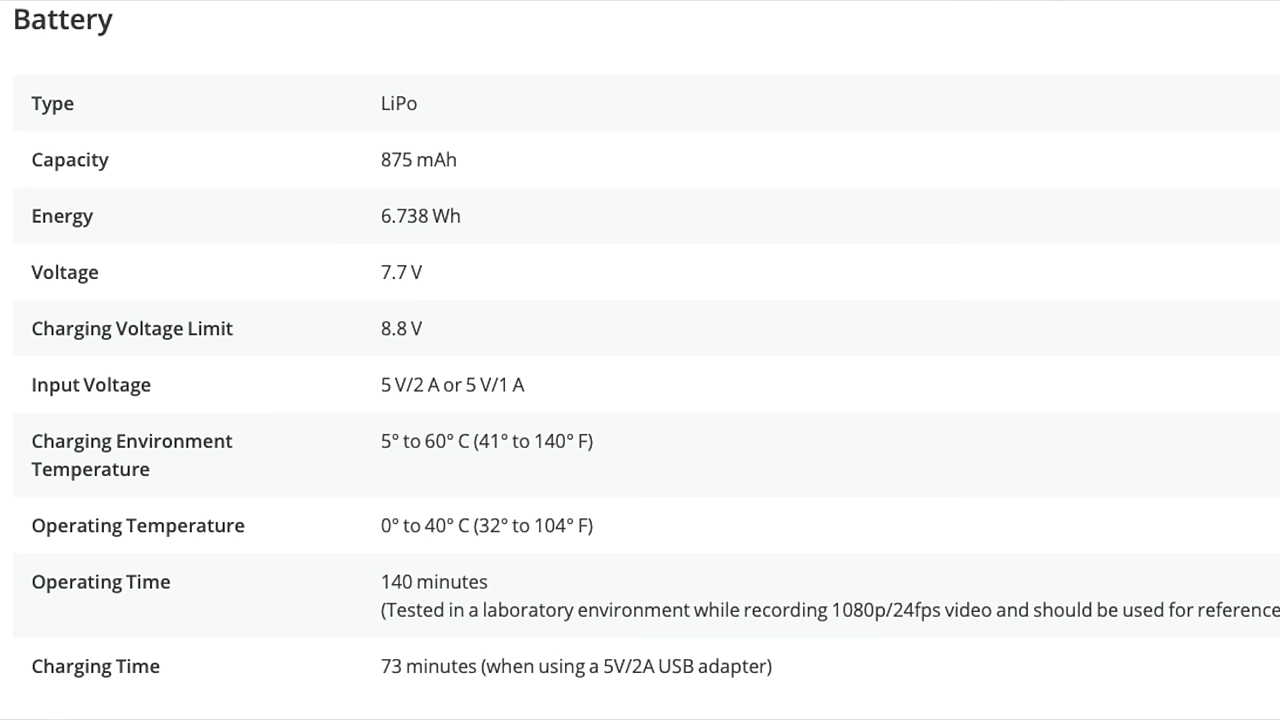 Battery
Type LiPo
Capacity 875 mAh
Energy 6.738 Wh
Voltage 7.7 V
Charging Voltage Limit 8.8 V
Input Voltage 5 V/2 A or 5 V/1 A
Charging Environment 5° to 60° C (41° to 140° F)
Temperature
Operating Temperature 0° to 40° C (32° to 104° F)
Operating Time 140 minutes
(Tested in a laboratory environment while recording 1080p/24fps video and should be used for reference
Charging Time 73 minutes (when using a 5V/2A USB adapter)